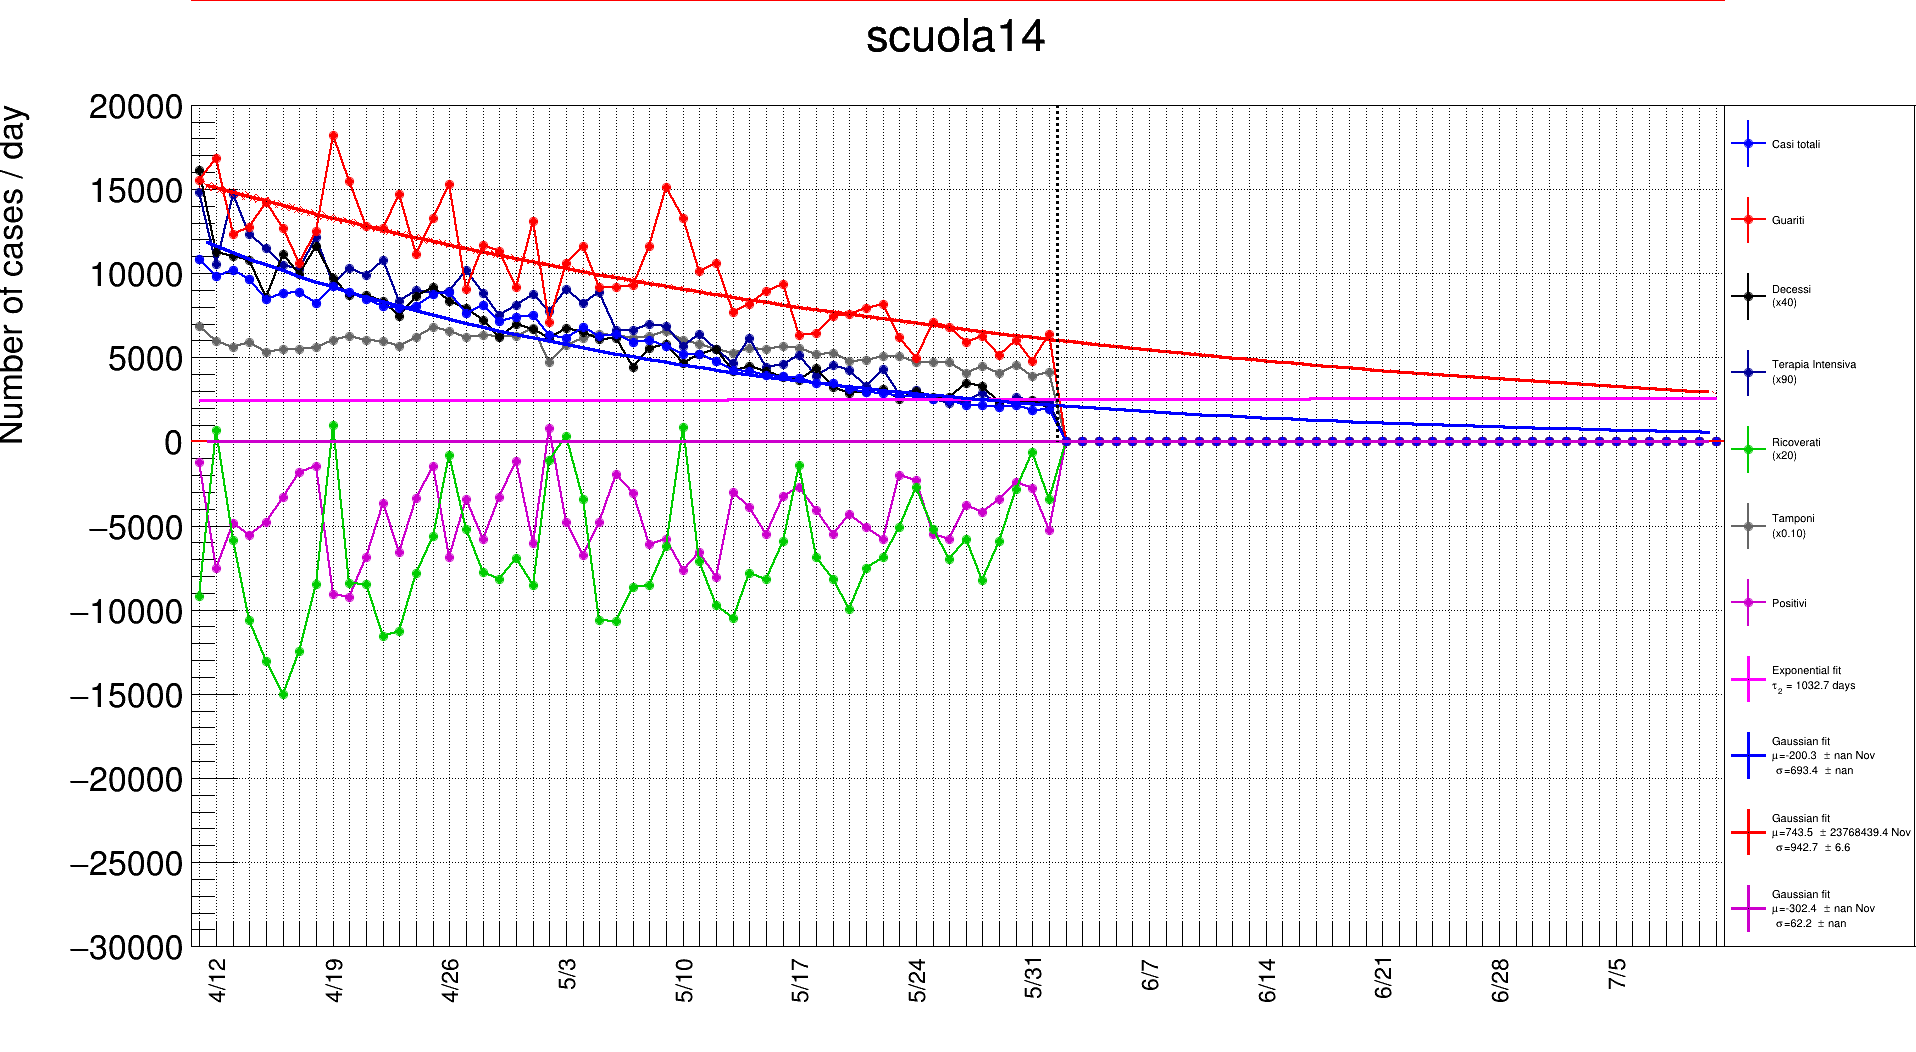 scuola14
Number of cases / day
20000
15000
10000
5000
0
−5000
−10000
−15000
−20000
−25000
−30000
4/12
4/19
4/26
5/3
5/10
5/17
5/24
5/31
6/7
6/14
6/21
6/28
7/5
Casi totali
Guariti
Decessi
(x40)
Terapia Intensiva
(x90)
Ricoverati
(x20)
Tamponi
(x0.10)
Positivi
Exponential fit
τ2 = 1032.7 days
Gaussian fit
μ=-200.3 ± nan Nov
σ=693.4 ± nan
Gaussian fit
μ=743.5 ± 23768439.4 Nov
σ=942.7 ± 6.6
Gaussian fit
μ=-302.4 ± nan Nov
σ=62.2 ± nan